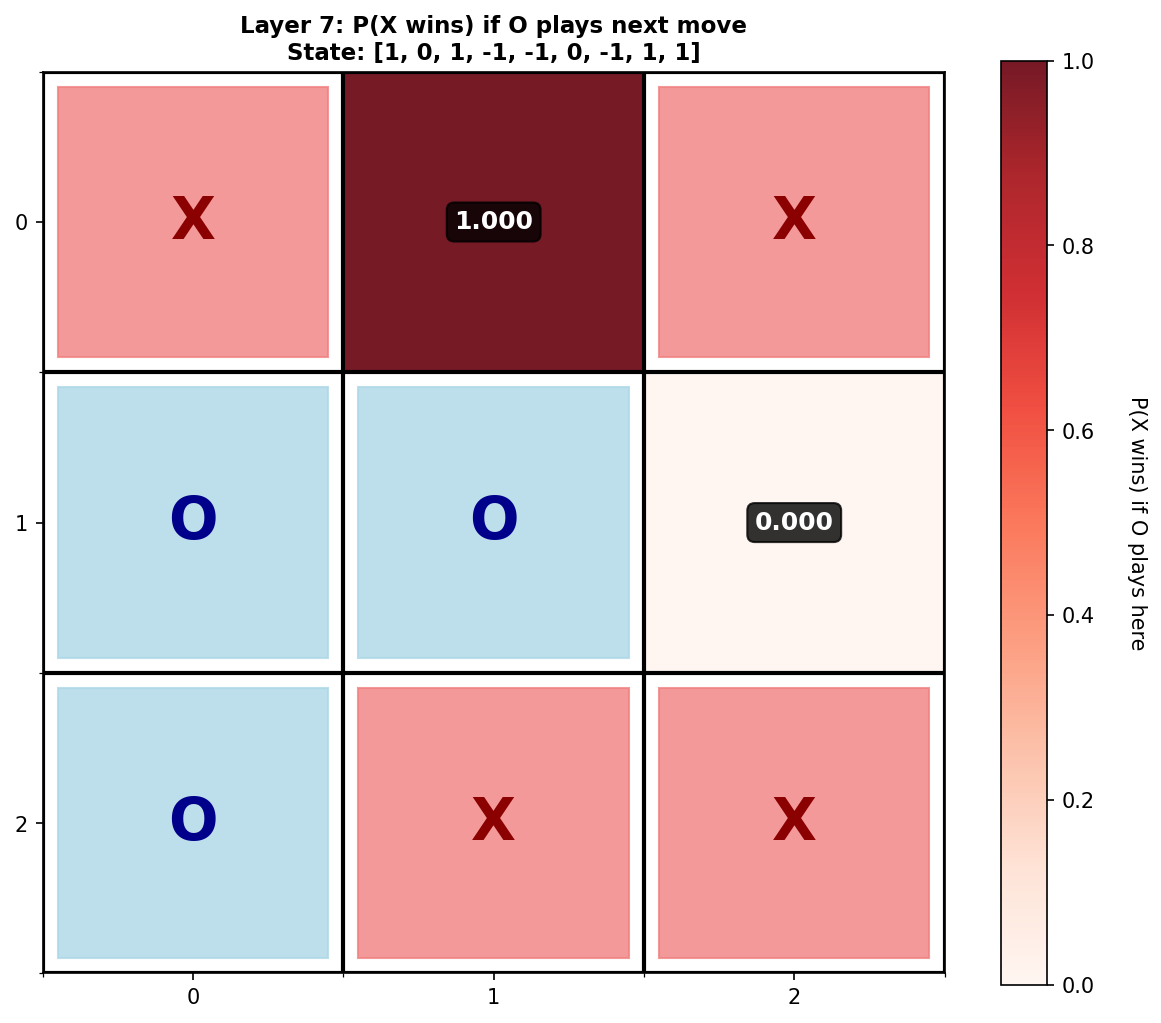 Layer 7: P(X wins) if O plays next move
State: [1, 0, 1, -1, -1, 0, -1, 1, 1]
0
X
1.000
X
1
O
O
0.000
2
O
X
X
0
1
2
1.0
0.8
0.6
0.4
0.2
0.0
P(X wins) if O plays here